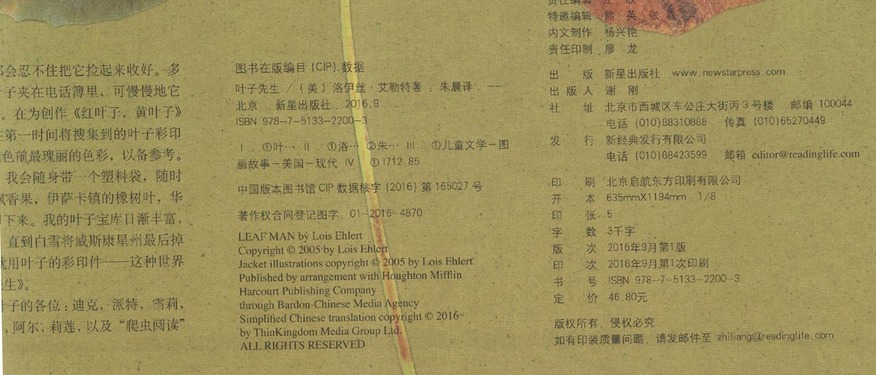 都会忍不住把它捡起来收好。多
子夹在电话簿里，可慢慢地它
。在为创作《红叶子，黄叶子》
在第一时间将搜集到的叶子彩印
色前最瑰丽的色彩，以备参考。
我会随身带一个塑料袋，随时
枫香果，伊萨卡镇的橡树叶，华
下来。我的叶子宝库日渐丰富，
直到白雪将威斯康星州最后掉
就用叶子的彩印件——这种世界
生》。
叶子的各位：迪克，派特，雪莉，
，阿尔，莉莲，以及“爬虫阅读”
图书在版编目（CIP）数据
叶子先生 /（美）洛伊丝·艾勒特著；朱晨译. —
北京：新星出版社，2016.9
ISBN 978-7-5133-2200-3
Ⅰ. ①叶… Ⅱ. ①洛… ②朱… Ⅲ. ①儿童文学-图
画故事-美国-现代 Ⅳ. ①I712.85
中国版本图书馆CIP数据核字（2016）第165027号
著作权合同登记图字：01-2016-4870
LEAF MAN by Lois Ehlert
Copyright © 2005 by Lois Ehlert
Jacket illustrations copyright © 2005 by Lois Ehlert
Published by arrangement with Houghton Mifflin
Harcourt Publishing Company
through Bardon-Chinese Media Agency
Simplified Chinese translation copyright © 2016
by ThinKingdom Media Group Ltd.
ALL RIGHTS RESERVED
责任编辑 汪 欣
特邀编辑 熊 英 张
内文制作 杨兴艳
责任印制 廖 龙
出 版 新星出版社 www.newstarpress.com
出 版 人 谢 刚
社 址 北京市西城区车公庄大街丙3号楼 邮编 100044
电话 (010)88310888 传真 (010)65270449
发 行 新经典发行有限公司
电话 (010)68423599 邮箱 editor@readinglife.com
印 刷 北京启航东方印刷有限公司
开 本 635mm×1194mm 1/8
印 张 5
字 数 3千字
版 次 2016年9月第1版
印 次 2016年9月第1次印刷
书 号 ISBN 978-7-5133-2200-3
定 价 46.80元
版权所有，侵权必究
如有印装质量问题，请发邮件至 zhiliang@readinglife.com